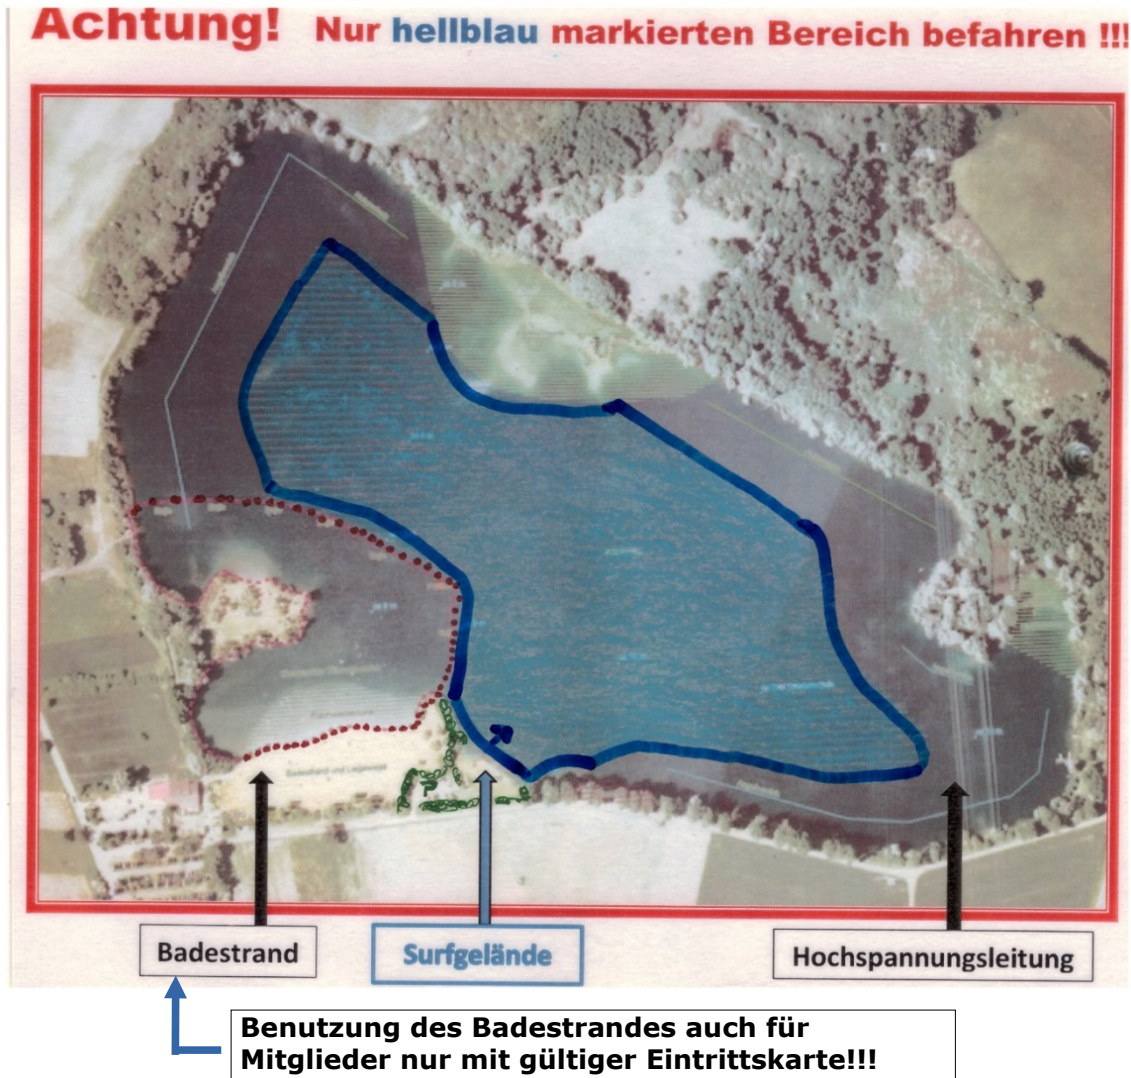 Achtung! Nur hellblau markierten Bereich befahren !!!
P
Badestrand
Surfgelände
Hochspannungsleitung
Benutzung des Badestrandes auch für
Mitglieder nur mit gültiger Eintrittskarte!!!